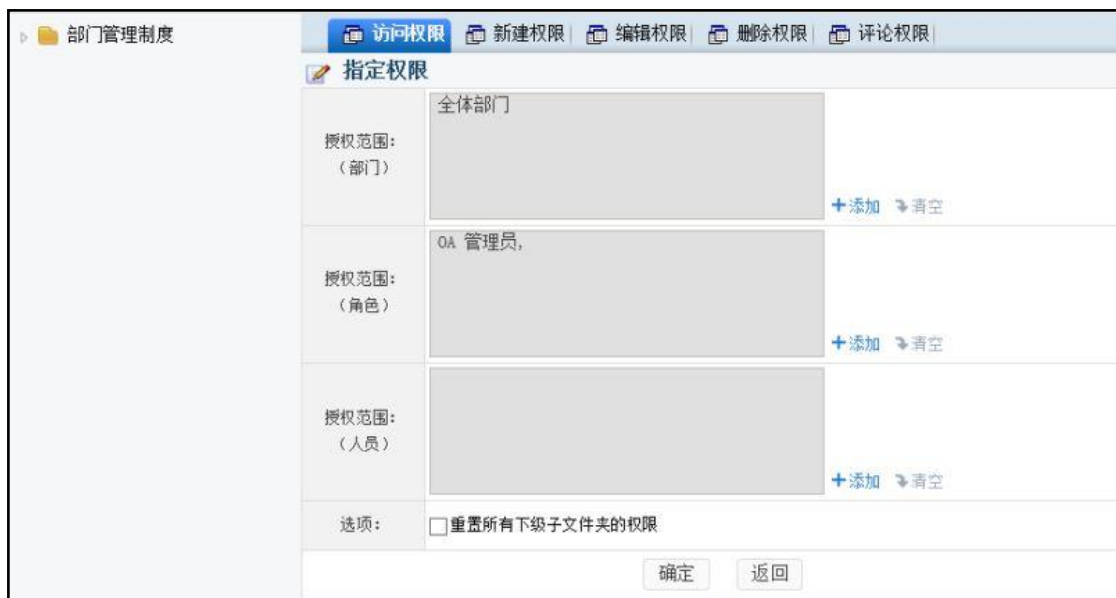 部门管理制度
访问权限 新建权限 编辑权限 删除权限 评论权限
指定权限
全体部门
授权范围:
（部门）
添加 清空
OA 管理员,
授权范围:
（角色）
添加 清空
授权范围:
（人员）
添加 清空
选项: 重置所有下级子文件夹的权限
确定 返回